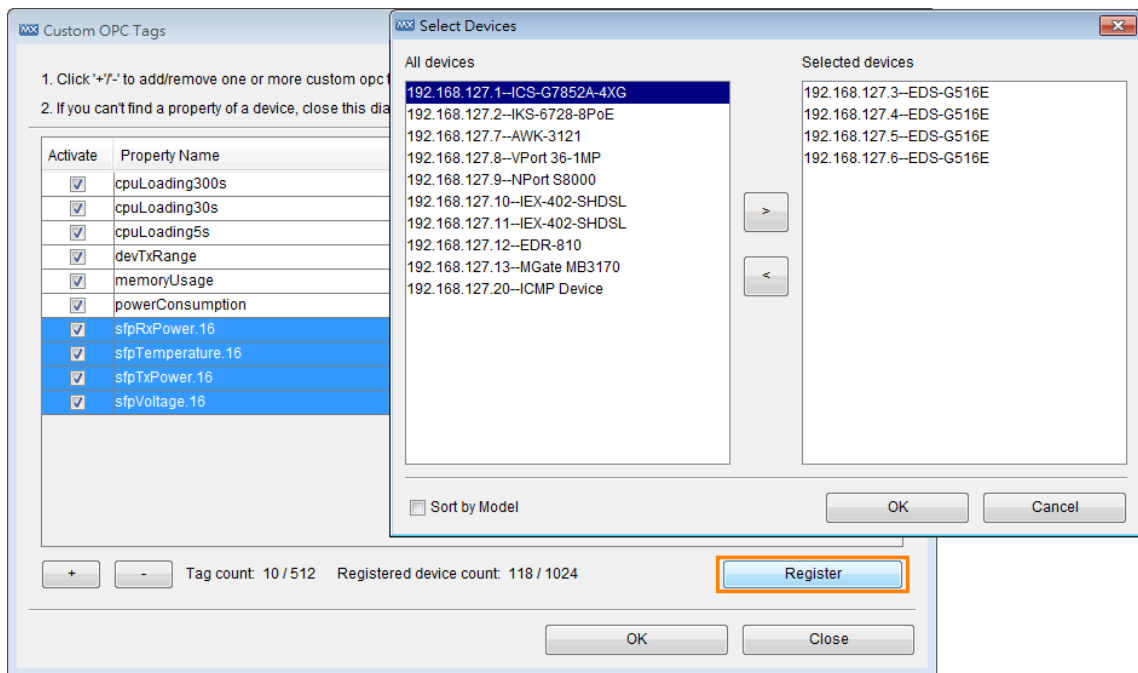 Custom OPC Tags
1. Click '+'/'-' to add/remove one or more custom opc t
2. If you can't find a property of a device, close this dia
Activate Property Name
cpuLoading300s
cpuLoading30s
cpuLoading5s
devTxRange
memoryUsage
powerConsumption
sfpRxPower.16
sfpTemperature.16
sfpTxPower.16
sfpVoltage.16
+ - Tag count: 10 / 512 Registered device count: 118 / 1024 Register
OK Close
Select Devices
All devices
192.168.127.1--ICS-G7852A-4XG
192.168.127.2--IKS-6728-8PoE
192.168.127.7--AWK-3121
192.168.127.8--VPort 36-1MP
192.168.127.9--NPort S8000
192.168.127.10--IEX-402-SHDSL
192.168.127.11--IEX-402-SHDSL
192.168.127.12--EDR-810
192.168.127.13--MGate MB3170
192.168.127.20--ICMP Device
>
<
Selected devices
192.168.127.3--EDS-G516E
192.168.127.4--EDS-G516E
192.168.127.5--EDS-G516E
192.168.127.6--EDS-G516E
Sort by Model OK Cancel